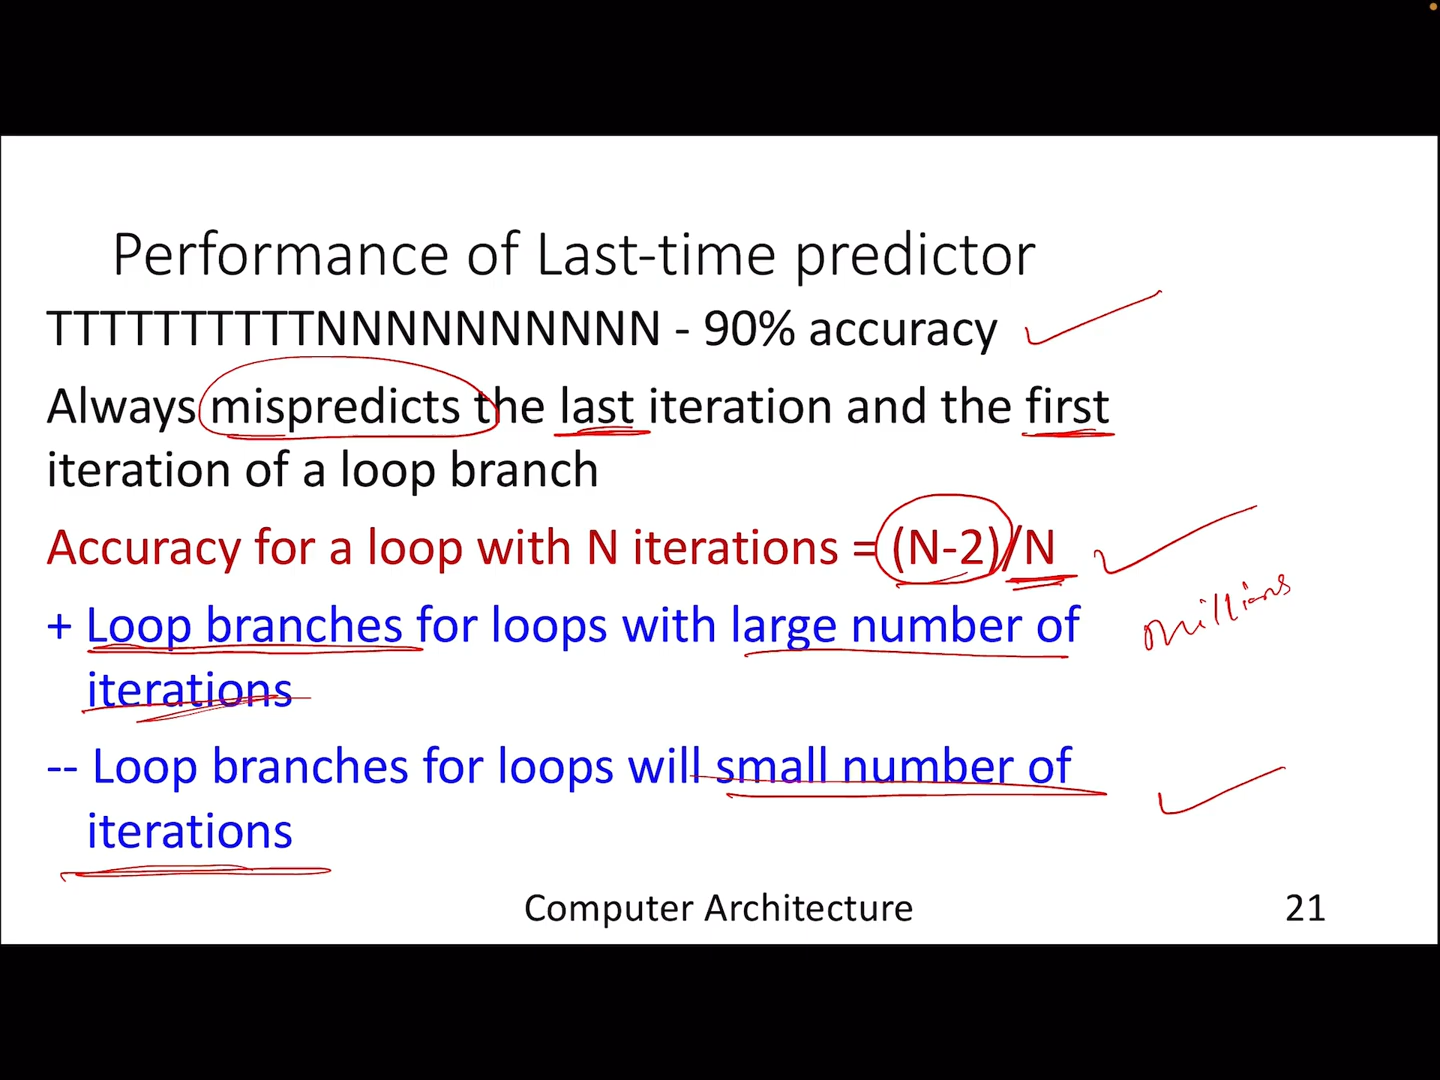 Performance of Last-time predictor
TTTTTTTTTTNNNNNNNNNN - 90% accuracy
Always mispredicts the last iteration and the first
iteration of a loop branch
Accuracy for a loop with N iterations = (N-2)/N
+ Loop branches for loops with large number of
iterations
millions
-- Loop branches for loops will small number of
iterations
Computer Architecture
21